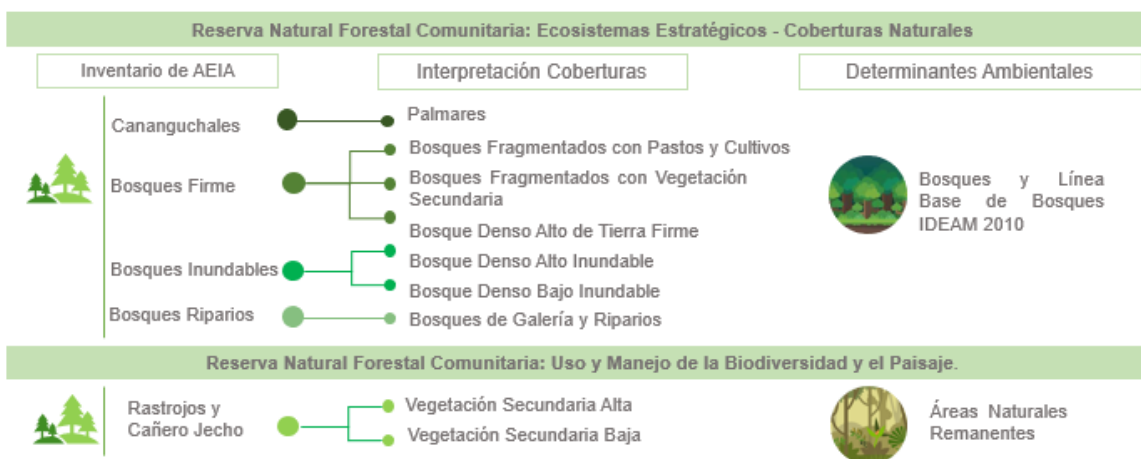 Reserva Natural Forestal Comunitaria: Ecosistemas Estratégicos - Coberturas Naturales
Inventario de AEIA
Interpretación Coberturas
Determinantes Ambientales
Cananguchales
Palmares
Bosques Firme
Bosques Fragmentados con Pastos y Cultivos
Bosques Fragmentados con Vegetación
Secundaria
Bosque Denso Alto de Tierra Firme
Bosques y Línea
Base de Bosques
IDEAM 2010
Bosques Inundables
Bosque Denso Alto Inundable
Bosque Denso Bajo Inundable
Bosques Riparios
Bosques de Galería y Riparios
Reserva Natural Forestal Comunitaria: Uso y Manejo de la Biodiversidad y el Paisaje.
Rastrojos y
Cañero Jecho
Vegetación Secundaria Alta
Vegetación Secundaria Baja
Áreas Naturales
Remanentes